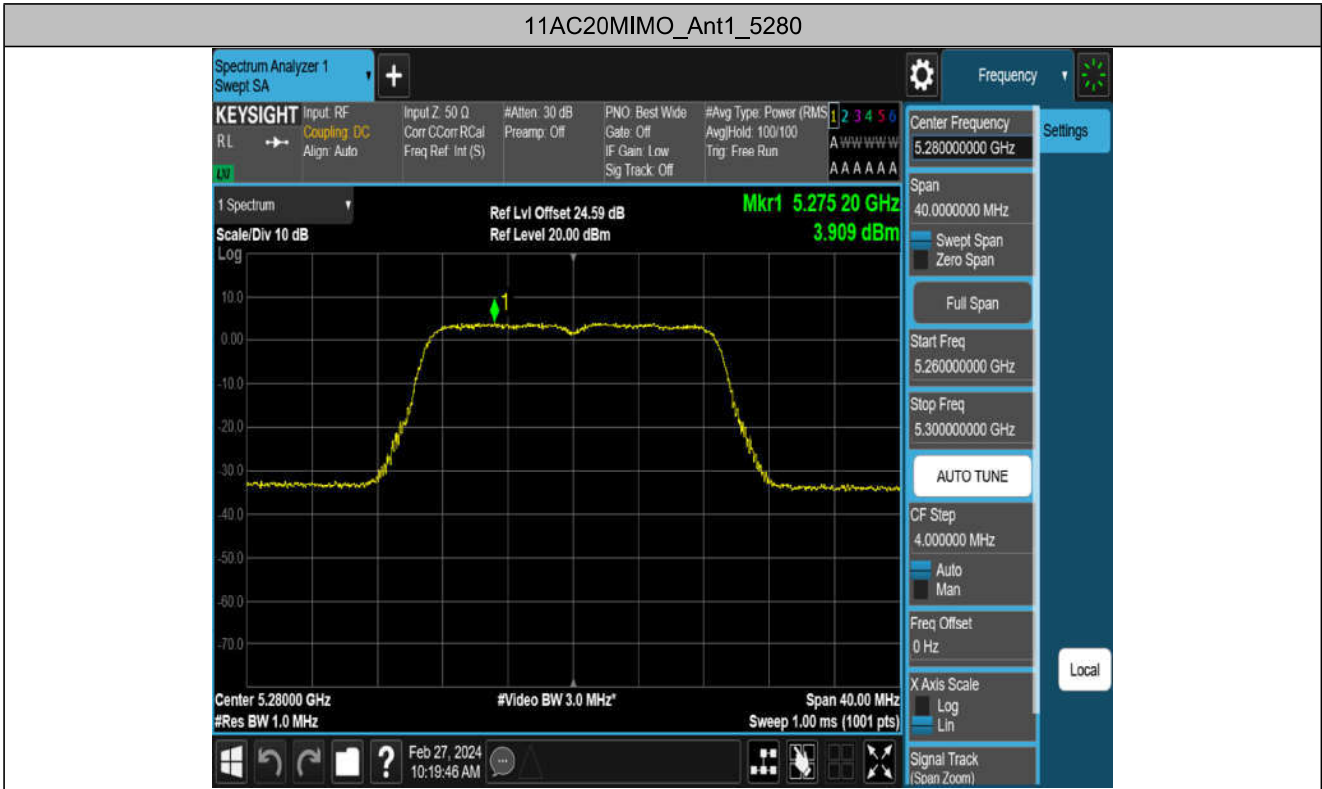 11AC20MIMO_Ant1_5280
Spectrum Analyzer 1
Swept SA
+
Frequency
KEYSIGHT
RL
LXI
Input: RF
Coupling: DC
Align: Auto
Input Z: 50 Ω
Corr CCorr RCal
Freq Ref: Int (S)
#Atten: 30 dB
Preamp: Off
PNO: Best Wide
Gate: Off
IF Gain: Low
Sig Track: Off
#Avg Type: Power (RMS
Avg|Hold: 100/100
Trig: Free Run
1 2 3 4 5 6
A W W W W W
A A A A A A
1 Spectrum
Scale/Div 10 dB
Log
Ref Lvl Offset 24.59 dB
Ref Level 20.00 dBm
Mkr1 5.275 20 GHz
3.909 dBm
1
10.0
0.00
-10.0
-20.0
-30.0
-40.0
-50.0
-60.0
-70.0
Center 5.28000 GHz
#Res BW 1.0 MHz
#Video BW 3.0 MHz*
Span 40.00 MHz
Sweep 1.00 ms (1001 pts)
?
Feb 27, 2024
10:19:46 AM
Center Frequency
5.280000000 GHz
Settings
Span
40.0000000 MHz
Swept Span
Zero Span
Full Span
Start Freq
5.260000000 GHz
Stop Freq
5.300000000 GHz
AUTO TUNE
CF Step
4.000000 MHz
Auto
Man
Freq Offset
0 Hz
X Axis Scale
Log
Lin
Local
Signal Track
(Span Zoom)